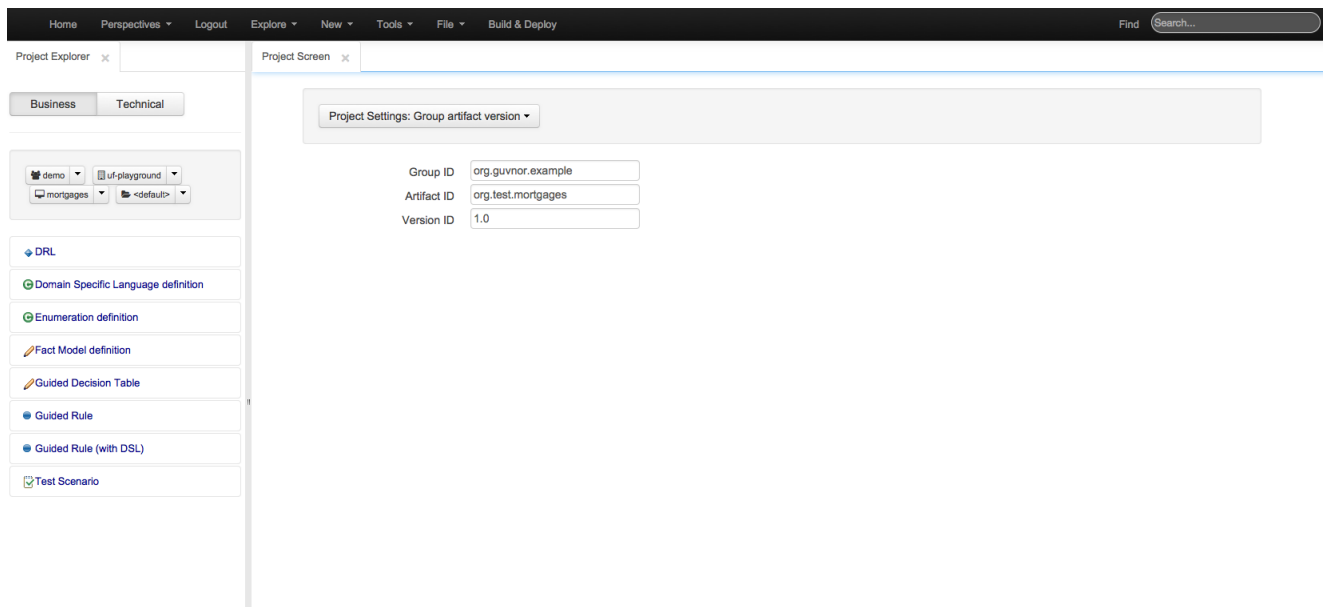 Home Perspectives Logout Explore New Tools File Build & Deploy Find Search...
Project Explorer
Project Screen
Business Technical
Project Settings: Group artifact version
demo uf-playground
mortgages <default>
Group ID org.guvnor.example
Artifact ID org.test.mortgages
Version ID 1.0
DRL
Domain Specific Language definition
Enumeration definition
Fact Model definition
Guided Decision Table
Guided Rule
Guided Rule (with DSL)
Test Scenario